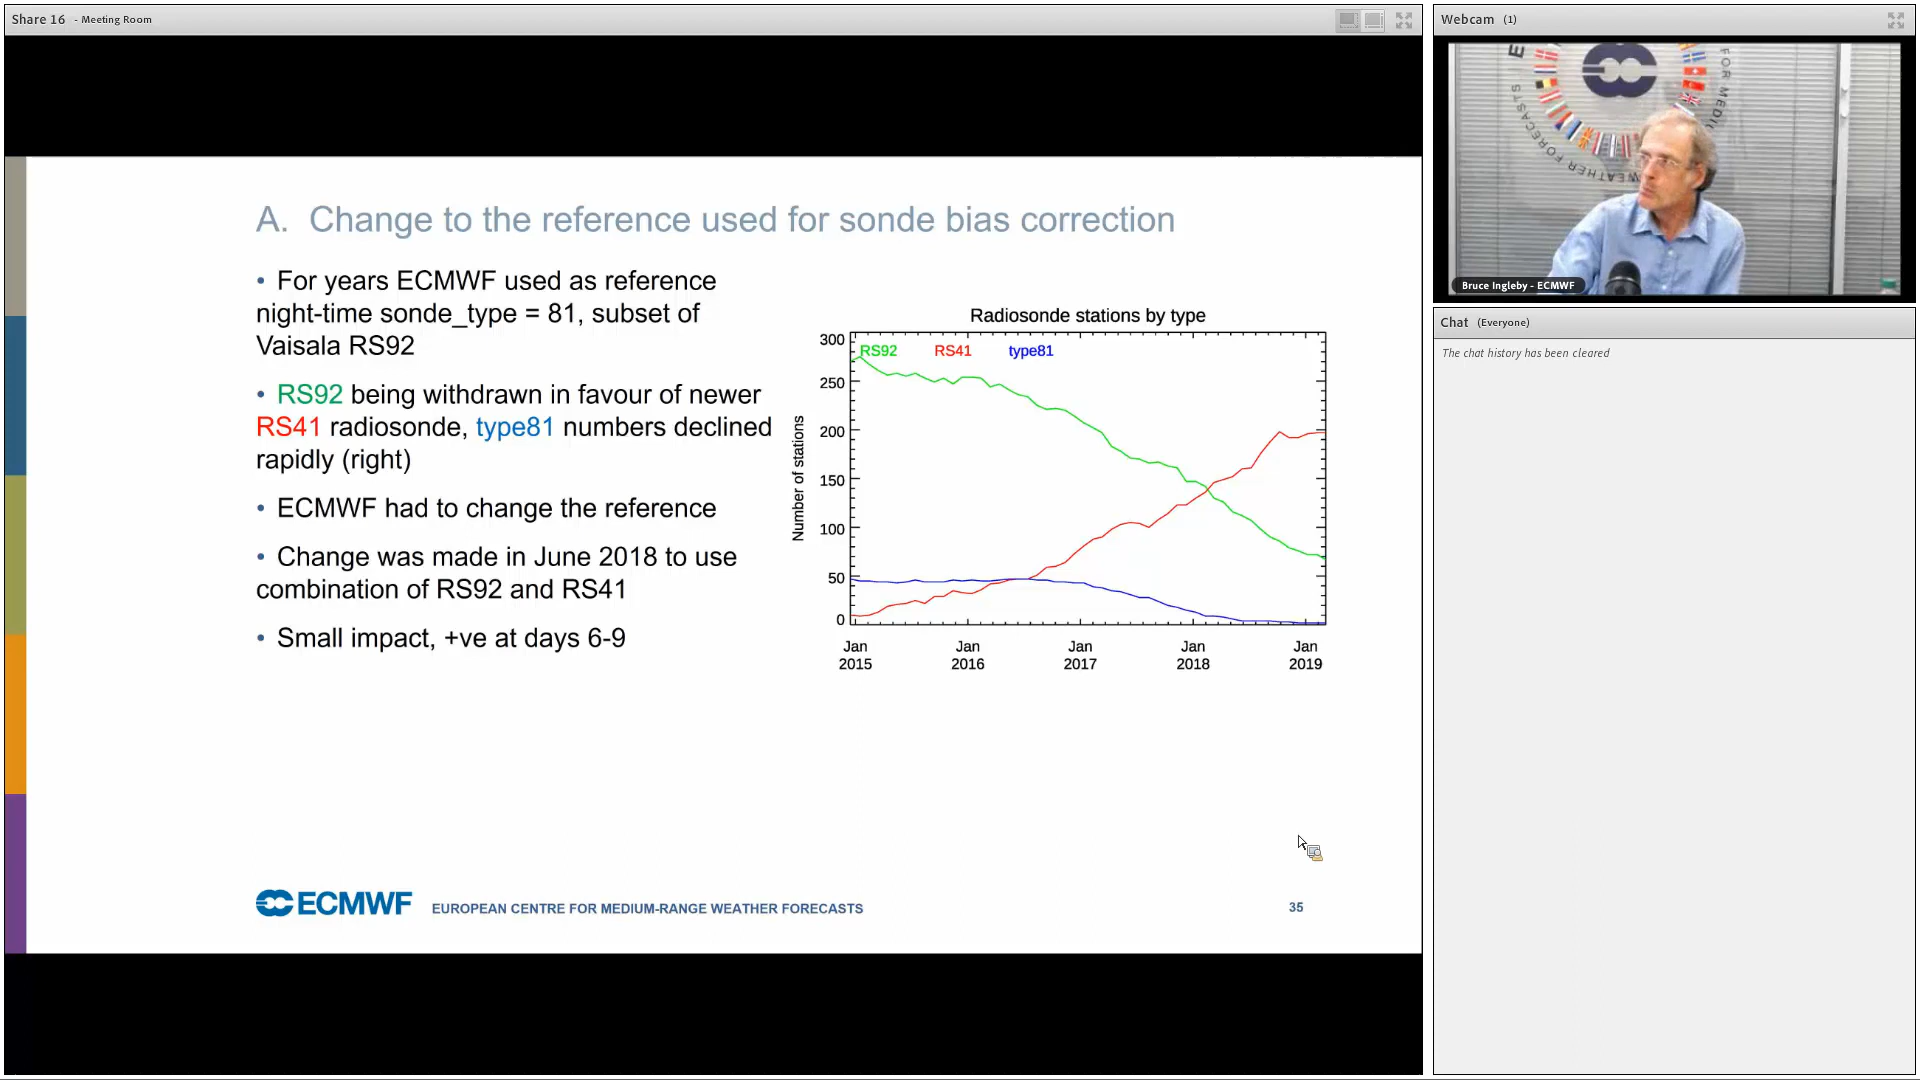 Share 16 - Meeting Room
A. Change to the reference used for sonde bias correction
• For years ECMWF used as reference
night-time sonde_type = 81, subset of
Vaisala RS92
• RS92 being withdrawn in favour of newer
RS41 radiosonde, type81 numbers declined
rapidly (right)
• ECMWF had to change the reference
• Change was made in June 2018 to use
combination of RS92 and RS41
• Small impact, +ve at days 6-9
Radiosonde stations by type
RS92 RS41 type81
Number of stations
300
250
200
150
100
50
0
Jan Jan Jan Jan Jan
2015 2016 2017 2018 2019
ECMWF EUROPEAN CENTRE FOR MEDIUM-RANGE WEATHER FORECASTS 35
Webcam (1)
FOR MEDI
WEATHER FORECASTS
Bruce Ingleby - ECMWF
Chat (Everyone)
The chat history has been cleared